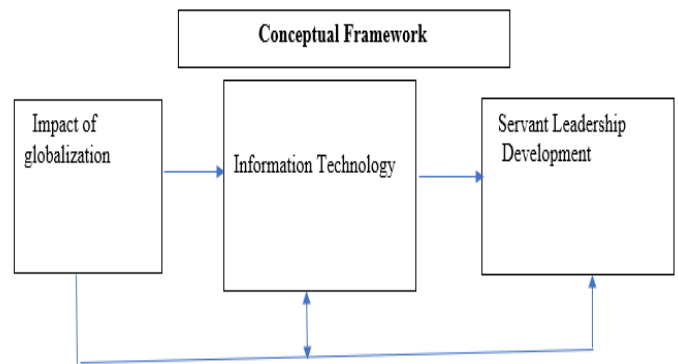 Conceptual Framework
Impact of
globalization
Information Technology
Servant Leadership
Development